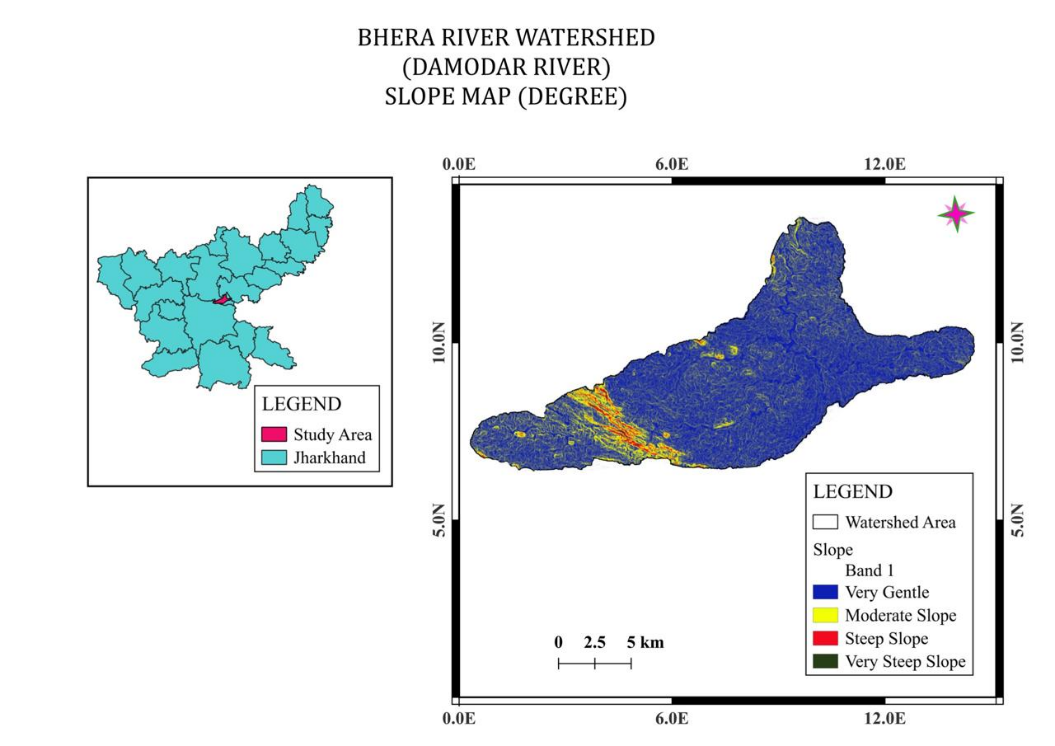 BHERA RIVER WATERSHED
(DAMODAR RIVER)
SLOPE MAP (DEGREE)
LEGEND
Study Area
Jharkhand
0.0E 6.0E 12.0E
10.0N 10.0N
5.0N 5.0N
LEGEND
Watershed Area
Slope
Band 1
Very Gentle
Moderate Slope
Steep Slope
Very Steep Slope
0 2.5 5 km
0.0E 6.0E 12.0E